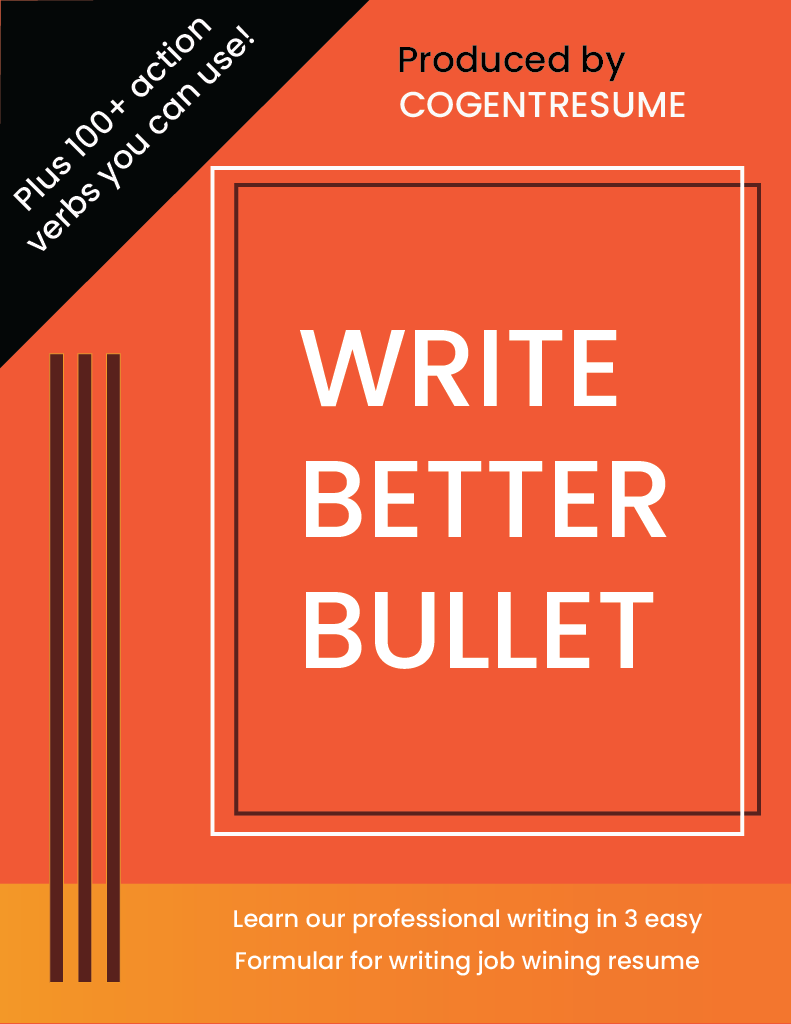 Plus 100+ action
verbs you can use!
Produced by
COGENTRESUME
WRITE
BETTER
BULLET
Learn our professional writing in 3 easy
Formular for writing job wining resume